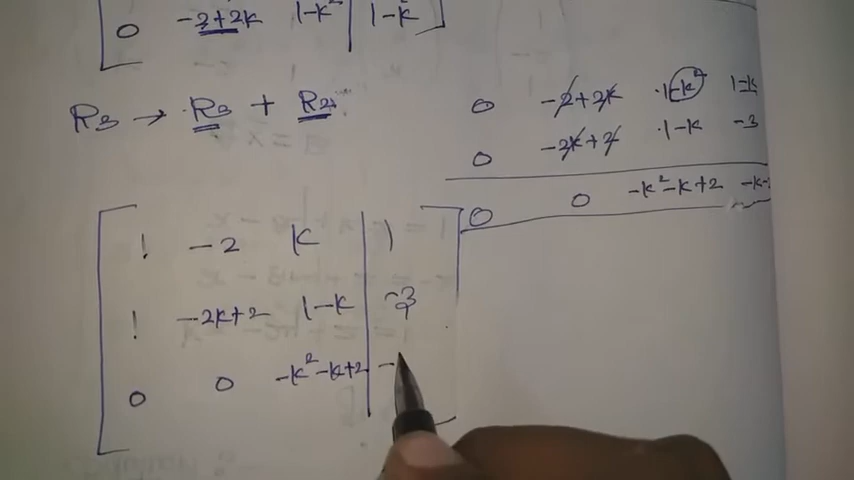 0 -2+2k 1-k² | 1-k
R3 → R3 + R2
0 -2+2k 1-k² 1-k
0 -2k+2 1-k -3
0 0 -k²-k+2 -k-
1 -2 k | 1
1 -2k+2 1-k | -3
0 0 -k²-k+2 | -